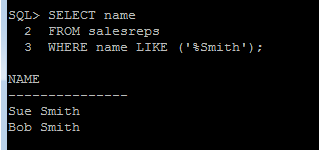 SQL> SELECT name
2 FROM salesreps
3 WHERE name LIKE ('%Smith');
NAME
---------------
Sue Smith
Bob Smith